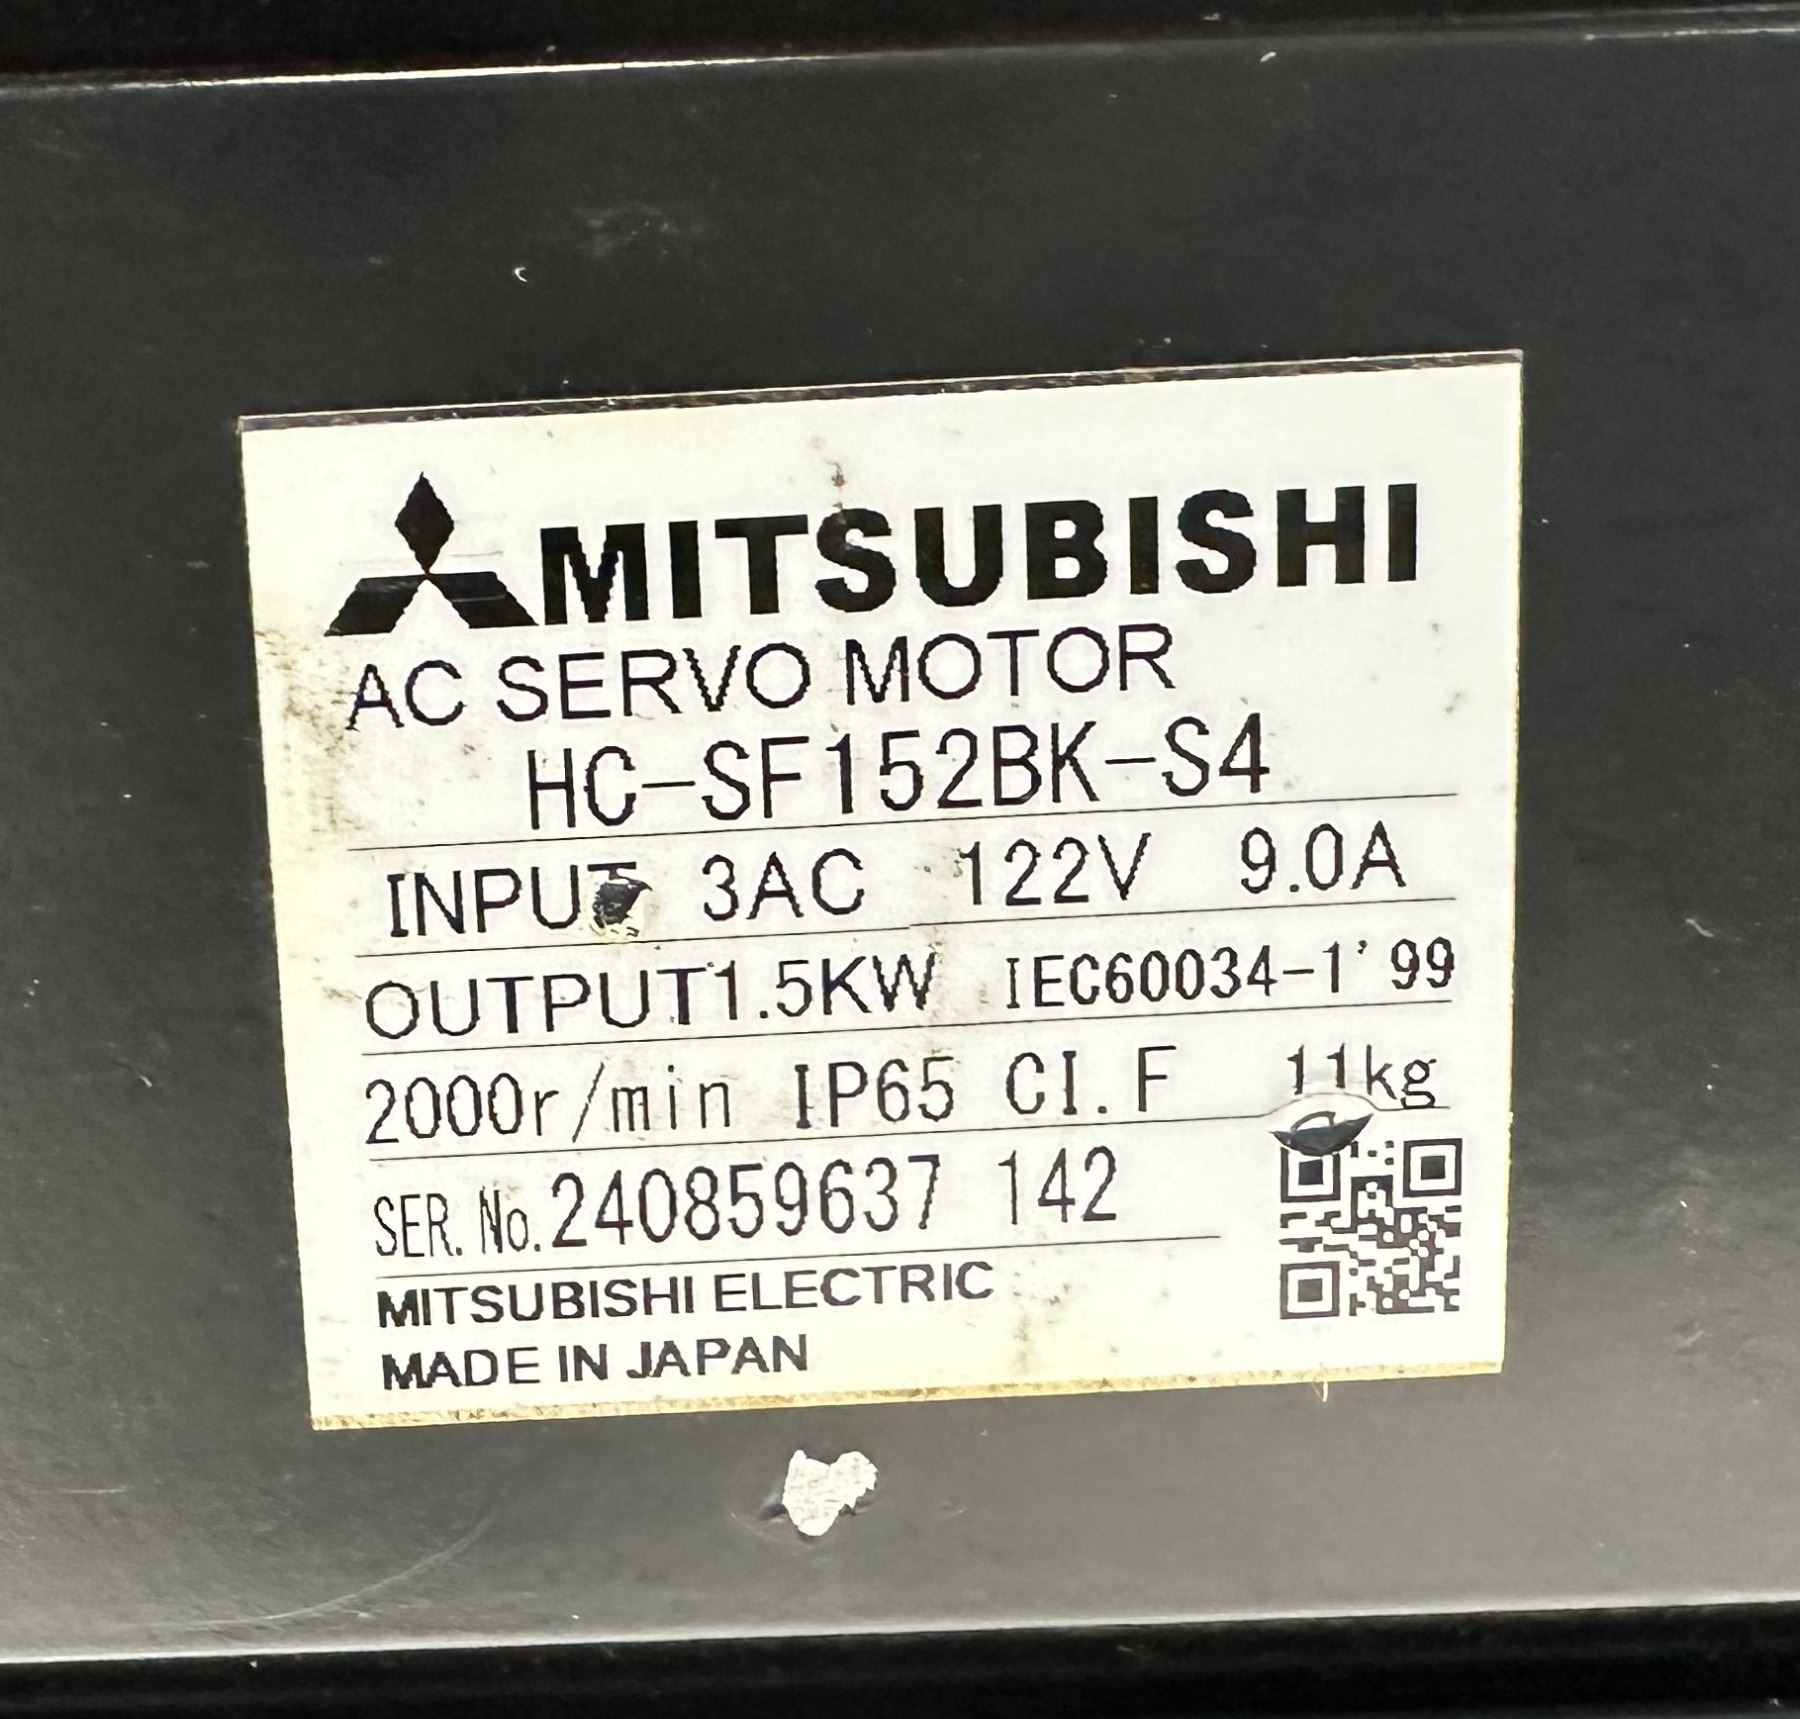 MITSUBISHI
AC SERVO MOTOR
HC-SF152BK-S4
INPUT 3AC 122V 9.0A
OUTPUT1.5KW IEC60034-1'99
2000r/min IP65 CI.F 11kg
SER. No.240859637 142
MITSUBISHI ELECTRIC
MADE IN JAPAN